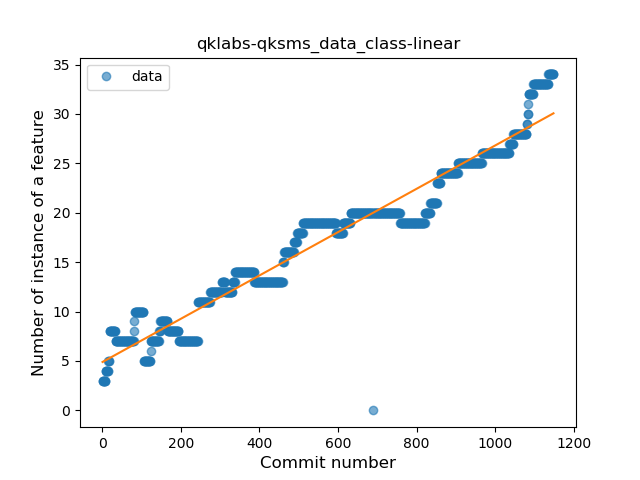 qklabs-qksms_data_class-linear
data
Number of instance of a feature
35
30
25
20
15
10
5
0
0 200 400 600 800 1000 1200
Commit number